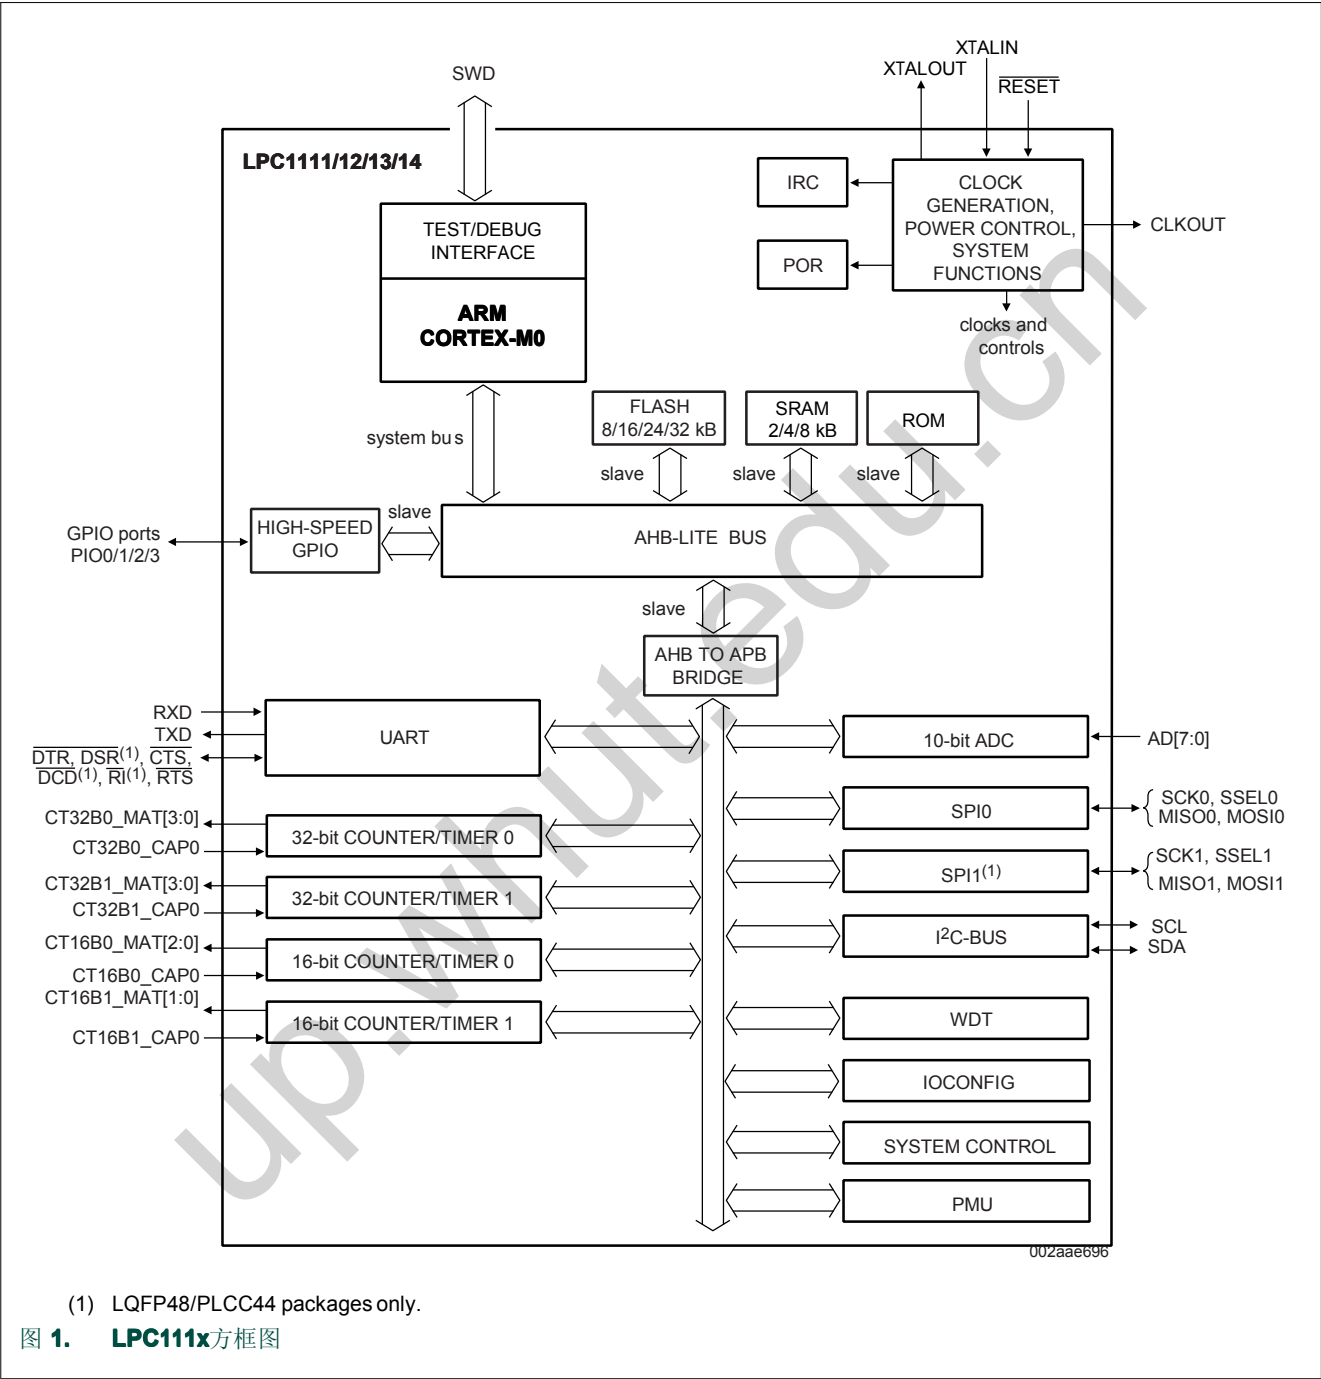 XTALIN
XTALOUT
RESET
SWD
LPC1111/12/13/14
TEST/DEBUG
INTERFACE
ARM
CORTEX-M0
IRC
POR
CLOCK
GENERATION,
POWER CONTROL,
SYSTEM
FUNCTIONS
CLKOUT
clocks and
controls
system bus
FLASH
8/16/24/32 kB
SRAM
2/4/8 kB
ROM
slave
slave
slave
slave
GPIO ports
PIO0/1/2/3
HIGH-SPEED
GPIO
AHB-LITE BUS
slave
AHB TO APB
BRIDGE
RXD
TXD
DTR, DSR(1), CTS,
DCD(1), RI(1), RTS
UART
10-bit ADC
AD[7:0]
CT32B0_MAT[3:0]
CT32B0_CAP0
32-bit COUNTER/TIMER 0
SPI0
SCK0, SSEL0
MISO0, MOSI0
CT32B1_MAT[3:0]
CT32B1_CAP0
32-bit COUNTER/TIMER 1
SPI1(1)
SCK1, SSEL1
MISO1, MOSI1
CT16B0_MAT[2:0]
CT16B0_CAP0
16-bit COUNTER/TIMER 0
I2C-BUS
SCL
SDA
CT16B1_MAT[1:0]
CT16B1_CAP0
16-bit COUNTER/TIMER 1
WDT
IOCONFIG
SYSTEM CONTROL
PMU
up.whut.edu.cn
002aae696
(1) LQFP48/PLCC44 packages only.
图 1. LPC111x方框图